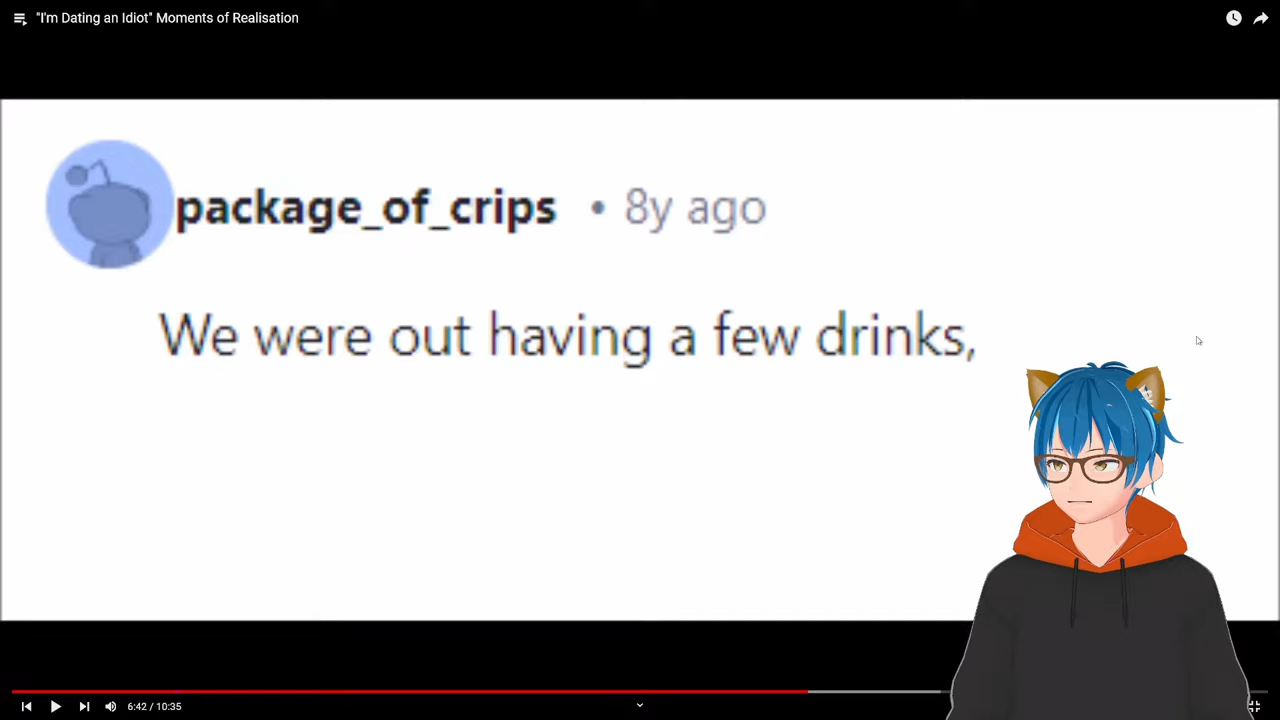 "I'm Dating an Idiot" Moments of Realisation
package_of_crips • 8y ago
We were out having a few drinks,
6:42 / 10:35